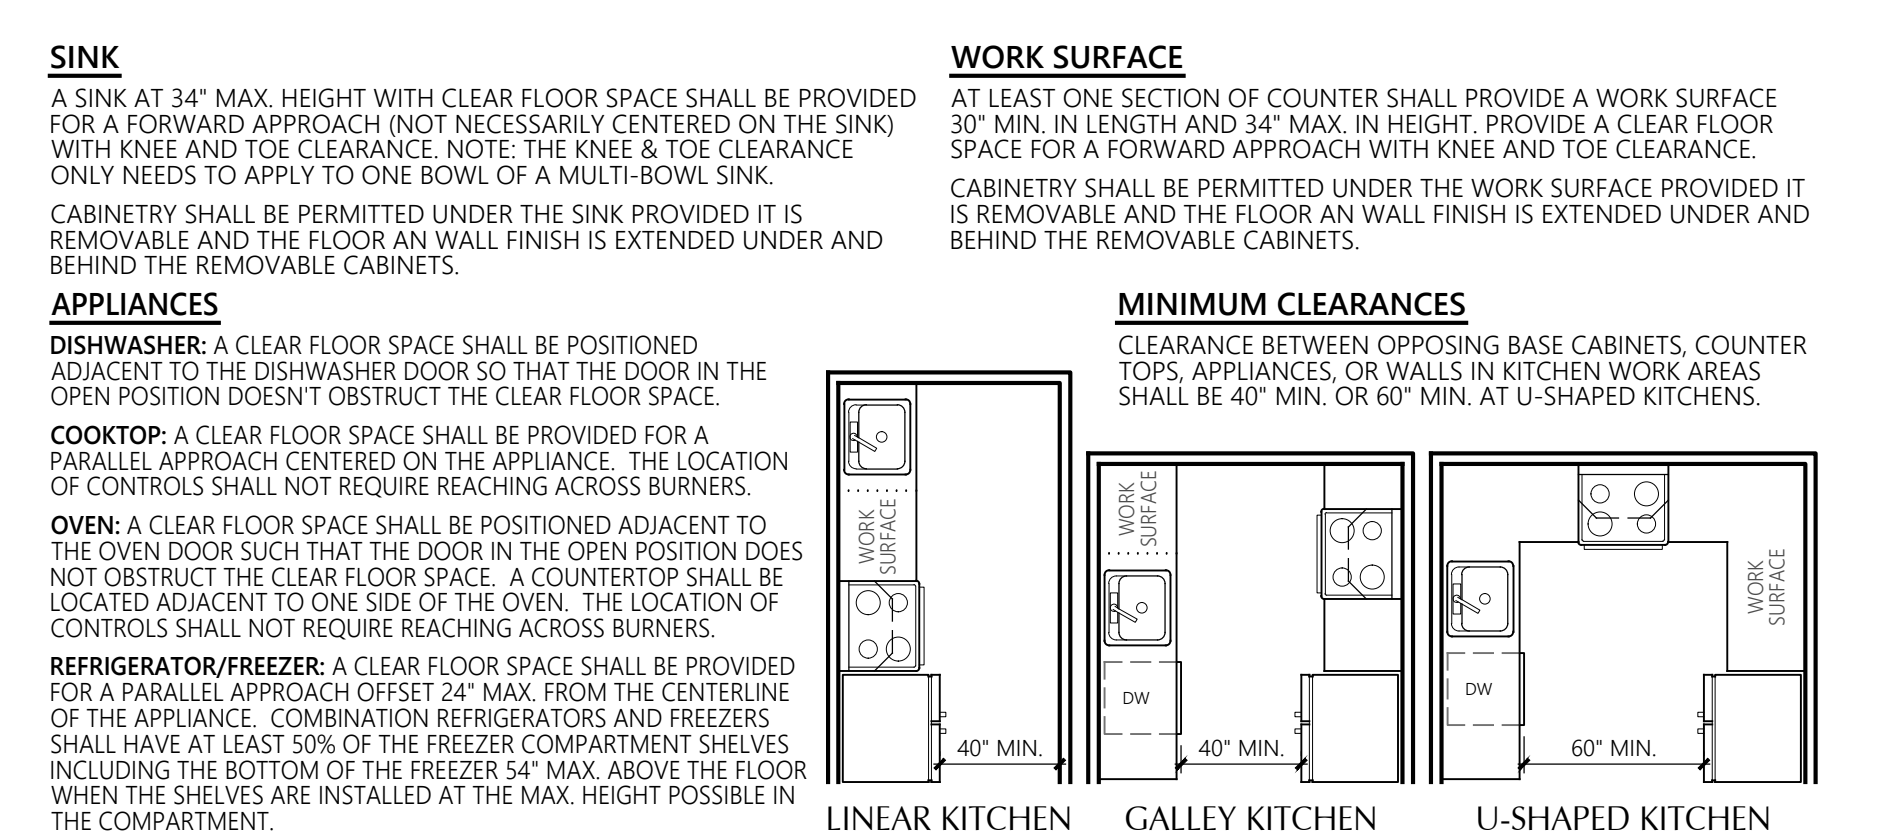 SINK
A SINK AT 34" MAX. HEIGHT WITH CLEAR FLOOR SPACE SHALL BE PROVIDED
FOR A FORWARD APPROACH (NOT NECESSARILY CENTERED ON THE SINK)
WITH KNEE AND TOE CLEARANCE. NOTE: THE KNEE & TOE CLEARANCE
ONLY NEEDS TO APPLY TO ONE BOWL OF A MULTI-BOWL SINK.
CABINETRY SHALL BE PERMITTED UNDER THE SINK PROVIDED IT IS
REMOVABLE AND THE FLOOR AN WALL FINISH IS EXTENDED UNDER AND
BEHIND THE REMOVABLE CABINETS.
WORK SURFACE
AT LEAST ONE SECTION OF COUNTER SHALL PROVIDE A WORK SURFACE
30" MIN. IN LENGTH AND 34" MAX. IN HEIGHT. PROVIDE A CLEAR FLOOR
SPACE FOR A FORWARD APPROACH WITH KNEE AND TOE CLEARANCE.
CABINETRY SHALL BE PERMITTED UNDER THE WORK SURFACE PROVIDED IT
IS REMOVABLE AND THE FLOOR AN WALL FINISH IS EXTENDED UNDER AND
BEHIND THE REMOVABLE CABINETS.
APPLIANCES
DISHWASHER: A CLEAR FLOOR SPACE SHALL BE POSITIONED
ADJACENT TO THE DISHWASHER DOOR SO THAT THE DOOR IN THE
OPEN POSITION DOESN'T OBSTRUCT THE CLEAR FLOOR SPACE.
COOKTOP: A CLEAR FLOOR SPACE SHALL BE PROVIDED FOR A
PARALLEL APPROACH CENTERED ON THE APPLIANCE. THE LOCATION
OF CONTROLS SHALL NOT REQUIRE REACHING ACROSS BURNERS.
OVEN: A CLEAR FLOOR SPACE SHALL BE POSITIONED ADJACENT TO
THE OVEN DOOR SUCH THAT THE DOOR IN THE OPEN POSITION DOES
NOT OBSTRUCT THE CLEAR FLOOR SPACE. A COUNTERTOP SHALL BE
LOCATED ADJACENT TO ONE SIDE OF THE OVEN. THE LOCATION OF
CONTROLS SHALL NOT REQUIRE REACHING ACROSS BURNERS.
REFRIGERATOR/FREEZER: A CLEAR FLOOR SPACE SHALL BE PROVIDED
FOR A PARALLEL APPROACH OFFSET 24" MAX. FROM THE CENTERLINE
OF THE APPLIANCE. COMBINATION REFRIGERATORS AND FREEZERS
SHALL HAVE AT LEAST 50% OF THE FREEZER COMPARTMENT SHELVES
INCLUDING THE BOTTOM OF THE FREEZER 54" MAX. ABOVE THE FLOOR
WHEN THE SHELVES ARE INSTALLED AT THE MAX. HEIGHT POSSIBLE IN
THE COMPARTMENT.
MINIMUM CLEARANCES
CLEARANCE BETWEEN OPPOSING BASE CABINETS, COUNTER
TOPS, APPLIANCES, OR WALLS IN KITCHEN WORK AREAS
SHALL BE 40" MIN. OR 60" MIN. AT U-SHAPED KITCHENS.
WORK
SURFACE
40" MIN.
LINEAR KITCHEN
WORK
SURFACE
DW
40" MIN.
GALLEY KITCHEN
WORK
SURFACE
DW
60" MIN.
U-SHAPED KITCHEN